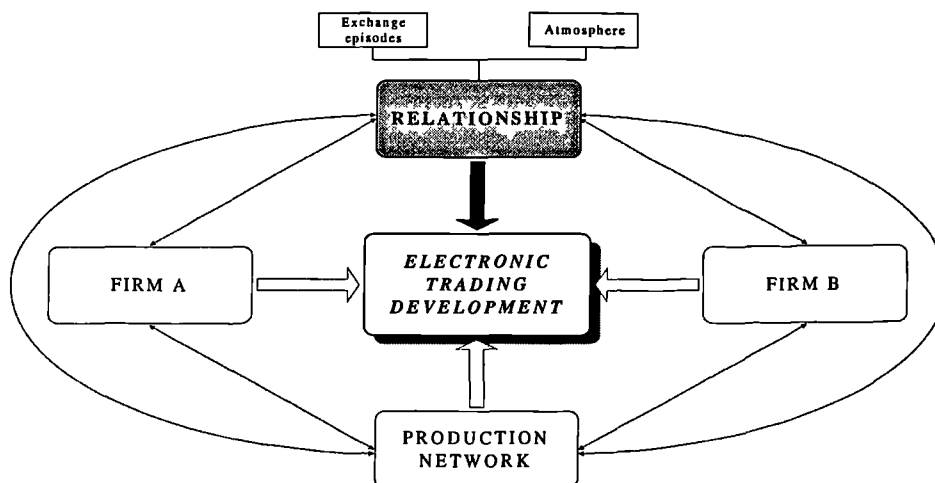 Exchange
episodes
Atmosphere
RELATIONSHIP
FIRM A
ELECTRONIC
TRADING
DEVELOPMENT
FIRM B
PRODUCTION
NETWORK